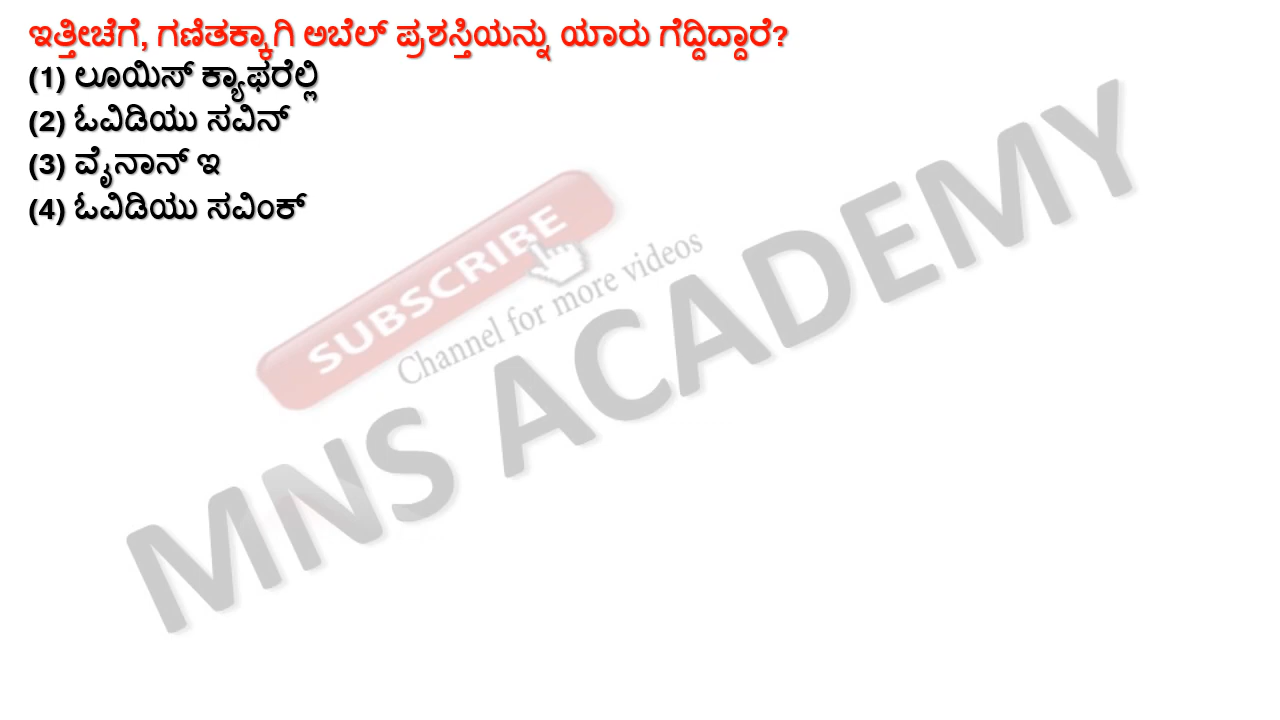 ಇತ್ತೀಚೆಗೆ, ಗಣಿತಕ್ಕಾಗಿ ಅಬೆಲ್ ಪ್ರಶಸ್ತಿಯನ್ನು ಯಾರು ಗೆದ್ದಿದ್ದಾರೆ?
(1) ಲೂಯಿಸ್ ಕ್ಯಾಫರೆಲ್ಲಿ
(2) ಓವಿಡಿಯು ಸವಿನ್
(3) ವೈನಾನ್ ಇ
(4) ಓವಿಡಿಯು ಸವಿಂಕ್
SUBSCRIBE
Channel for more videos
MNS ACADEMY